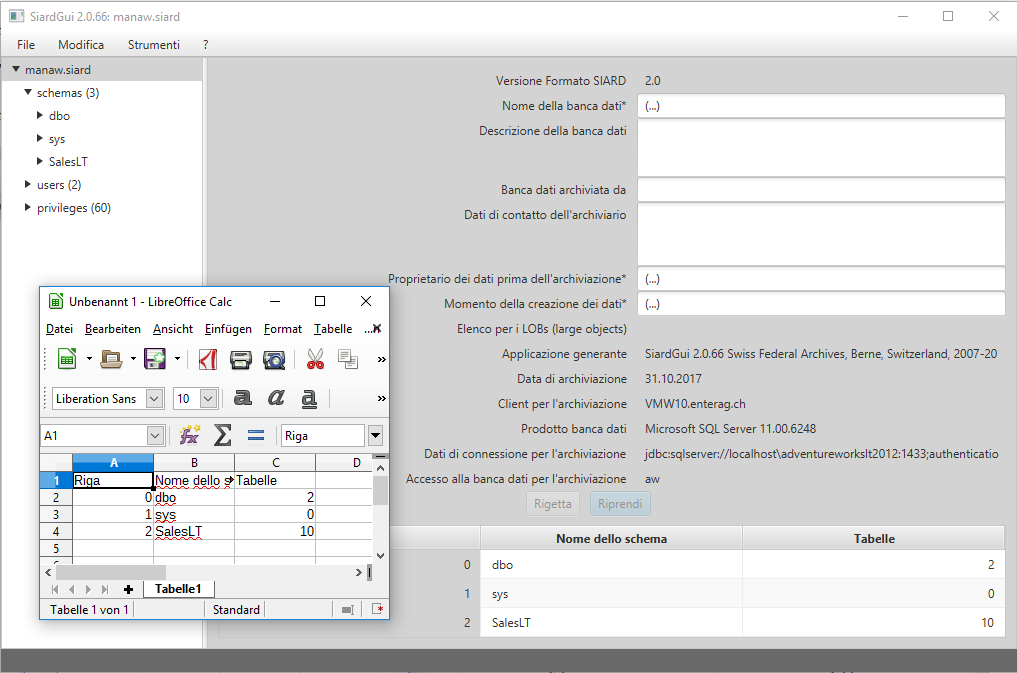 SiardGui 2.0.66: manaw.siard
File Modifica Strumenti ?
manaw.siard
schemas (3)
dbo
sys
SalesLT
users (2)
privileges (60)
Versione Formato SIARD 2.0
Nome della banca dati* (...)
Descrizione della banca dati
Banca dati archiviata da
Dati di contatto dell'archiviario
Proprietario dei dati prima dell'archiviazione* (...)
Momento della creazione dei dati* (...)
Elenco per i LOBs (large objects)
Applicazione generante SiardGui 2.0.66 Swiss Federal Archives, Berne, Switzerland, 2007-20
Data di archiviazione 31.10.2017
Client per l'archiviazione VMW10.enterag.ch
Prodotto banca dati Microsoft SQL Server 11.00.6248
Dati di connessione per l'archiviazione jdbc:sqlserver://localhost\adventureworkslt2012:1433;authenticatio
Accesso alla banca dati per l'archiviazione aw
Rigetta Riprendi
Nome dello schema Tabelle
0 dbo 2
1 sys 0
2 SalesLT 10
Unbenannt 1 - LibreOffice Calc
Datei Bearbeiten Ansicht Einfügen Format Tabelle ...
Liberation Sans 10 a a a
A1 Riga
A B C D
1 Riga Nome dello s Tabelle
2 0 dbo 2
3 1 sys 0
4 2 SalesLT 10
5
Tabelle1
Tabelle 1 von 1 Standard